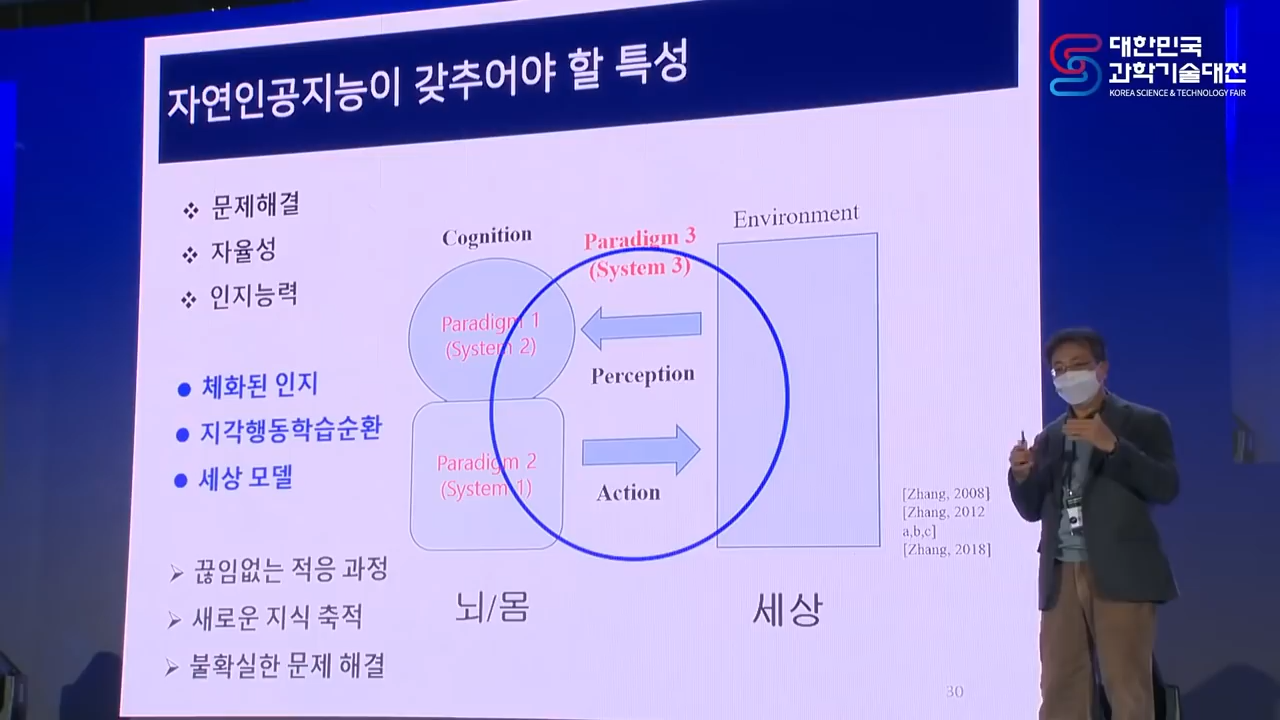 자연인공지능이 갖추어야 할 특성
대한민국
과학기술대전
KOREA SCIENCE & TECHNOLOGY FAIR
❖ 문제해결
❖ 자율성
❖ 인지능력
● 체화된 인지
● 지각행동학습순환
● 세상 모델
➢ 끊임없는 적응 과정
➢ 새로운 지식 축적
➢ 불확실한 문제 해결
Cognition
Paradigm 1
(System 2)
Paradigm 2
(System 1)
뇌/몸
Paradigm 3
(System 3)
Perception
Action
Environment
세상
[Zhang, 2008]
[Zhang, 2012
a,b,c]
[Zhang, 2018]
30